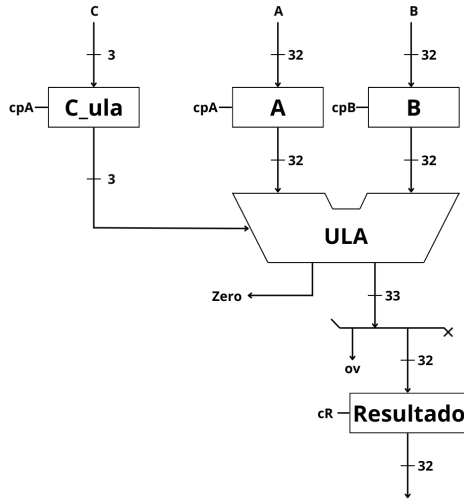 C A B
3 32 32
cpA C_ula cpA A cpB B
3 32 32
ULA
Zero 33
ov 32
cR Resultado
32